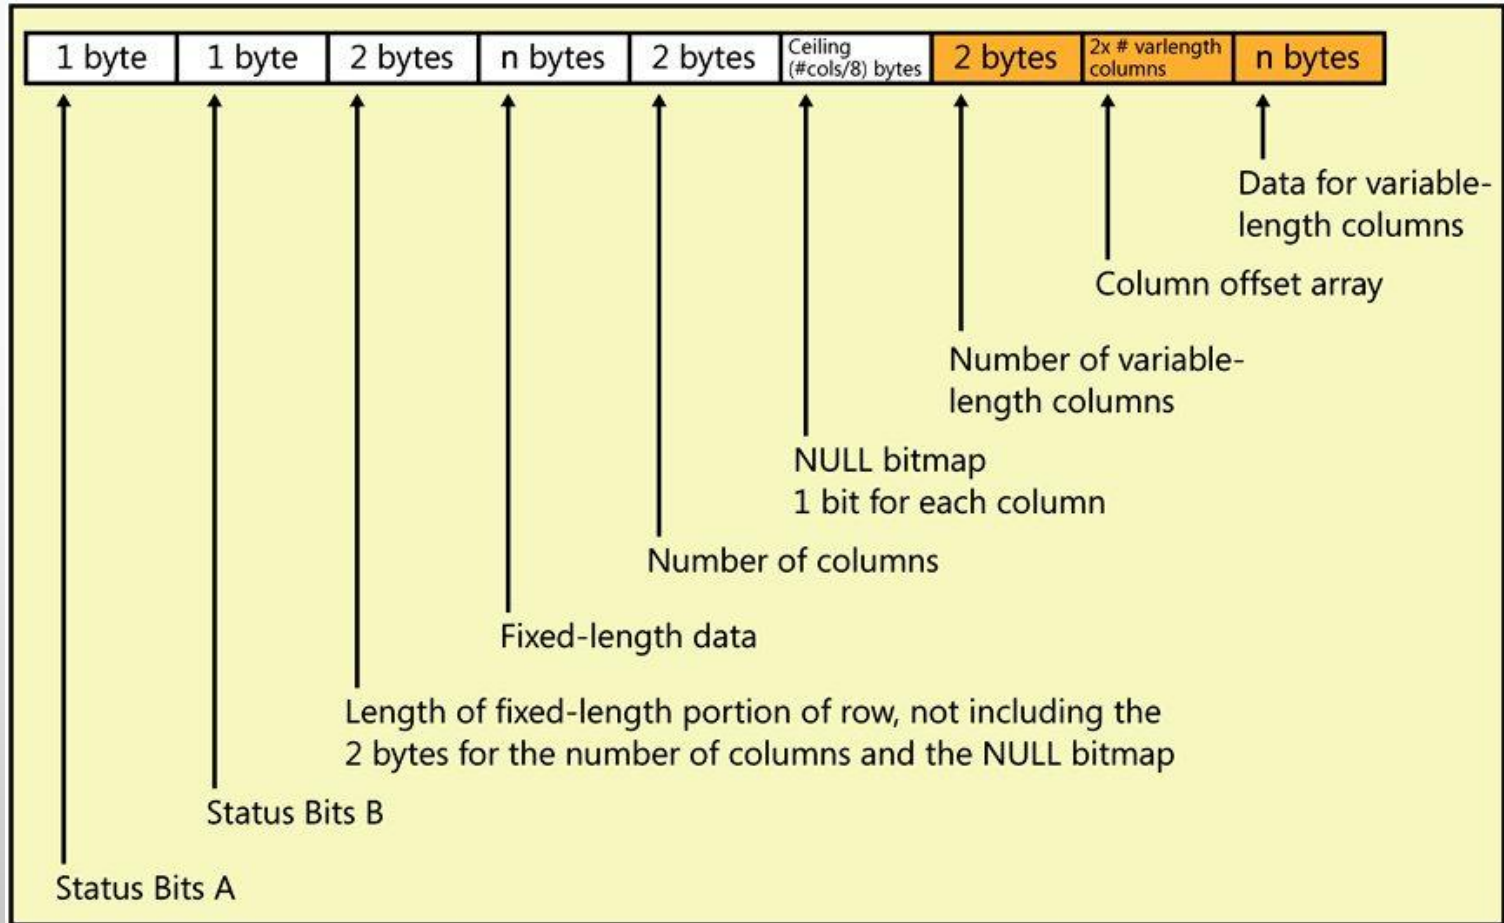 1 byte
1 byte
2 bytes
n bytes
2 bytes
Ceiling
(#cols/8) bytes
2 bytes
2x # varlength
columns
n bytes
Data for variable-
length columns
Column offset array
Number of variable-
length columns
NULL bitmap
1 bit for each column
Number of columns
Fixed-length data
Length of fixed-length portion of row, not including the
2 bytes for the number of columns and the NULL bitmap
Status Bits B
Status Bits A